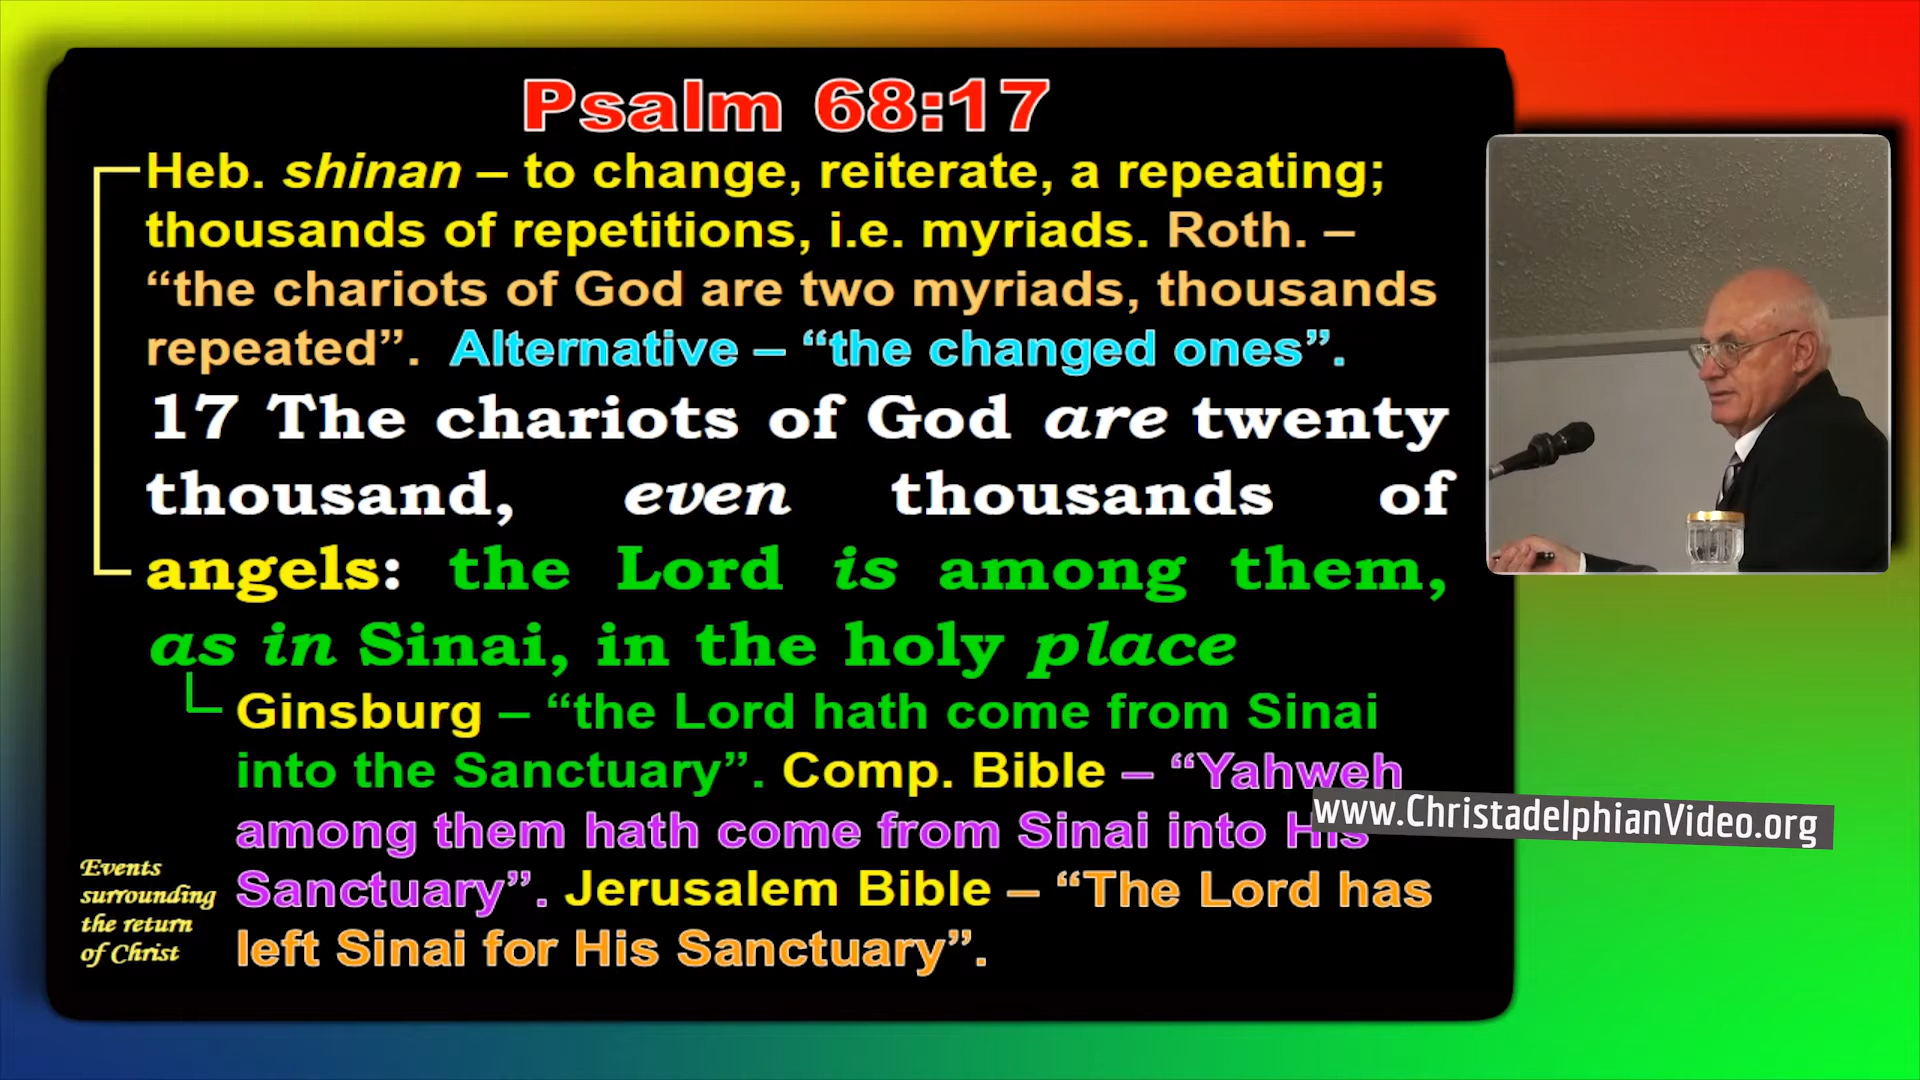 Psalm 68:17
Heb. shinan – to change, reiterate, a repeating;
thousands of repetitions, i.e. myriads. Roth. –
“the chariots of God are two myriads, thousands
repeated”. Alternative – “the changed ones”.
17 The chariots of God are twenty
thousand, even thousands of
angels: the Lord is among them,
as in Sinai, in the holy place
Ginsburg – “the Lord hath come from Sinai
into the Sanctuary”. Comp. Bible – “Yahweh
among them hath come from Sinai into His
Sanctuary”. Jerusalem Bible – “The Lord has
left Sinai for His Sanctuary”.
Events
surrounding
the return
of Christ
www.ChristadelphianVideo.org